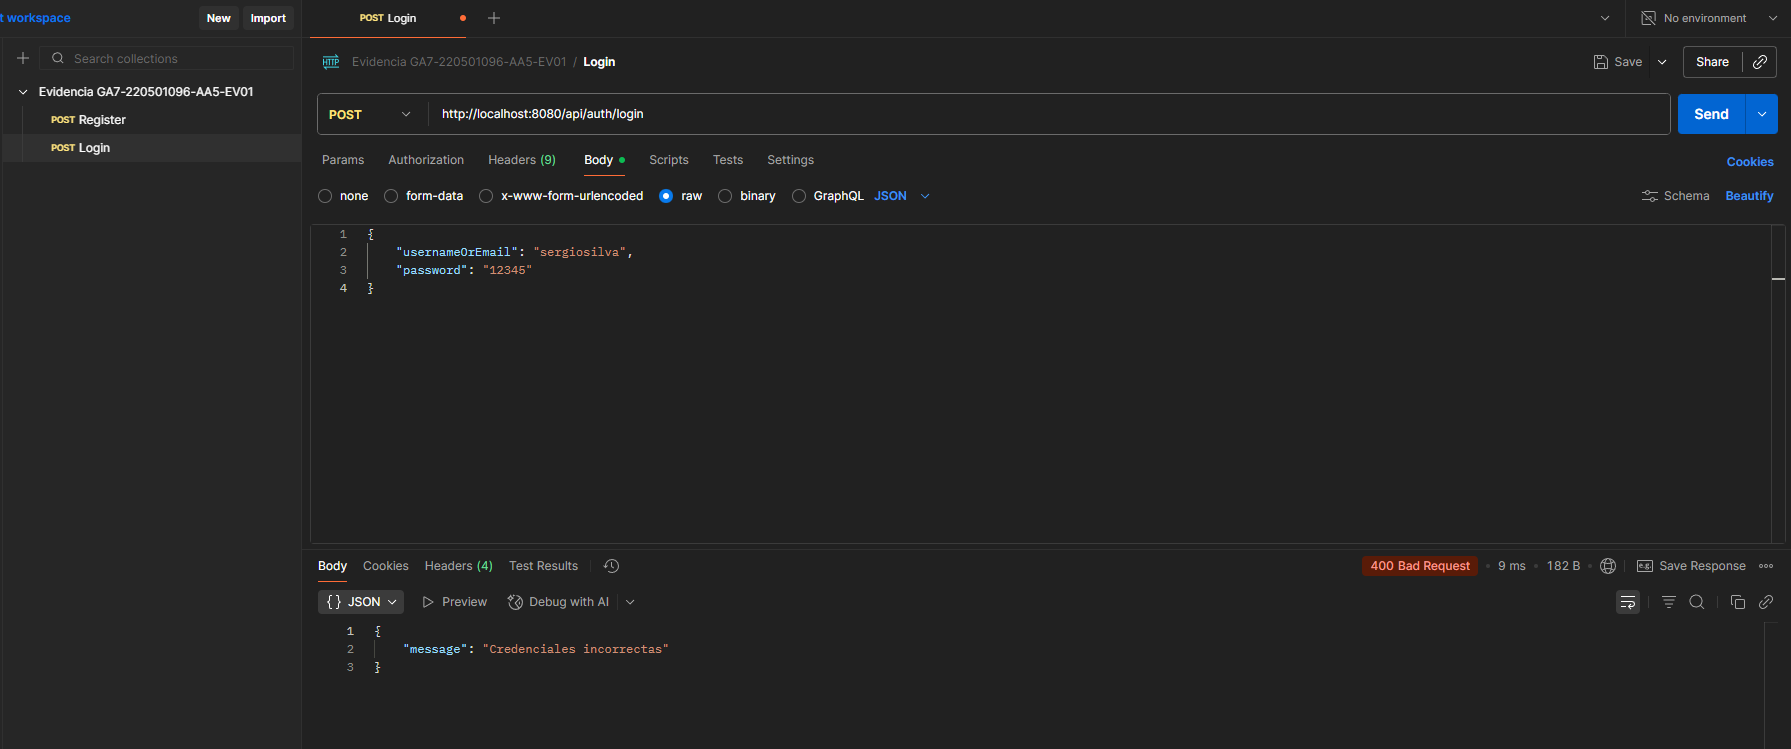 t workspace
New
Import
POST Login
No environment
Search collections
Evidencia GA7-220501096-AA5-EV01 / Login
Save
Share
Evidencia GA7-220501096-AA5-EV01
POST Register
POST Login
POST
http://localhost:8080/api/auth/login
Send
Params
Authorization
Headers (9)
Body
Scripts
Tests
Settings
Cookies
none
form-data
x-www-form-urlencoded
raw
binary
GraphQL
JSON
Schema
Beautify
1 {
2 "usernameOrEmail": "sergiosilva",
3 "password": "12345"
4 }
Body
Cookies
Headers (4)
Test Results
400 Bad Request
9 ms
182 B
e.g.
Save Response
{} JSON
Preview
Debug with AI
1 {
2 "message": "Credenciales incorrectas"
3 }